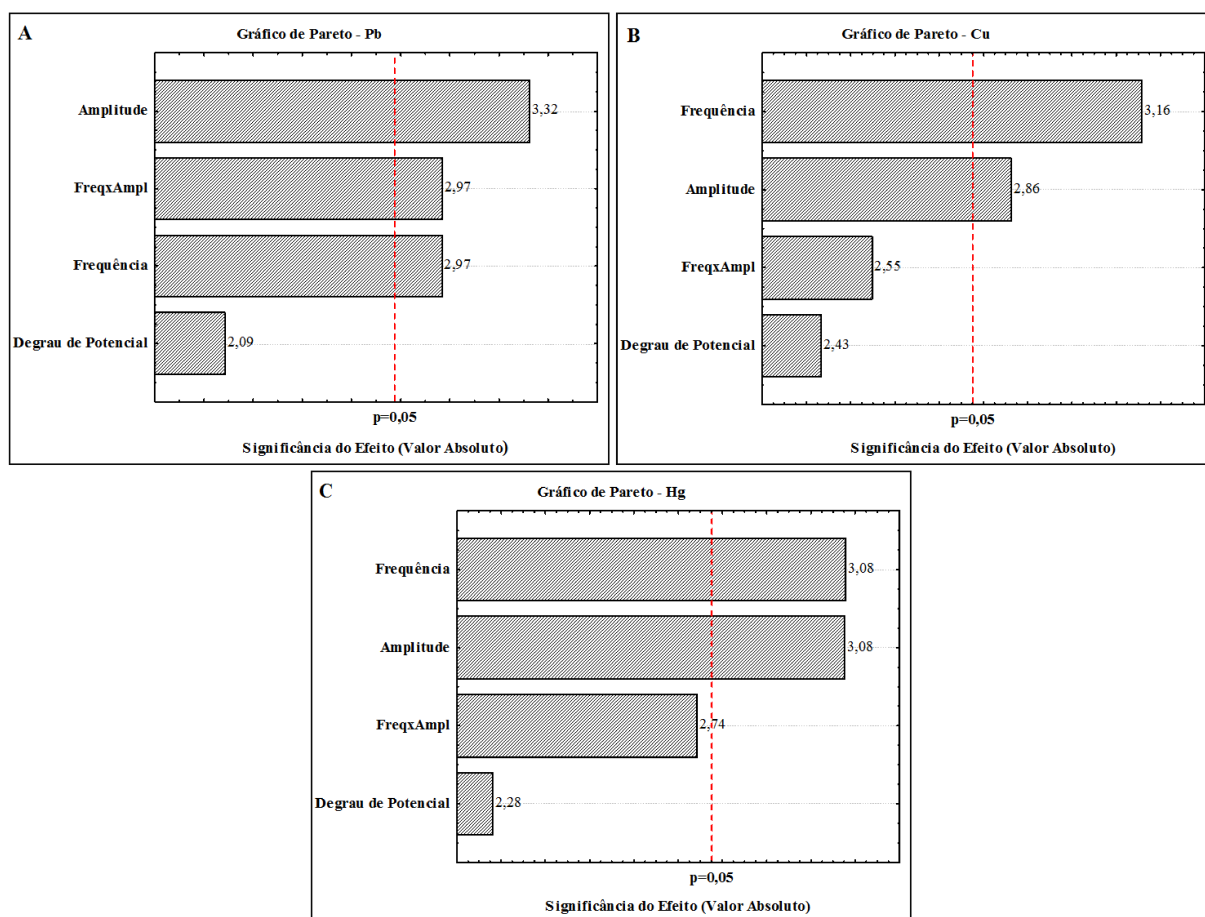 A
Gráfico de Pareto - Pb
Amplitude
3,32
FreqxAmpl
2,97
Frequência
2,97
Degrau de Potencial
2,09
p=0,05
Significância do Efeito (Valor Absoluto)
B
Gráfico de Pareto - Cu
Frequência
3,16
Amplitude
2,86
FreqxAmpl
2,55
Degrau de Potencial
2,43
p=0,05
Significância do Efeito (Valor Absoluto)
C
Gráfico de Pareto - Hg
Frequência
3,08
Amplitude
3,08
FreqxAmpl
2,74
Degrau de Potencial
2,28
p=0,05
Significância do Efeito (Valor Absoluto)